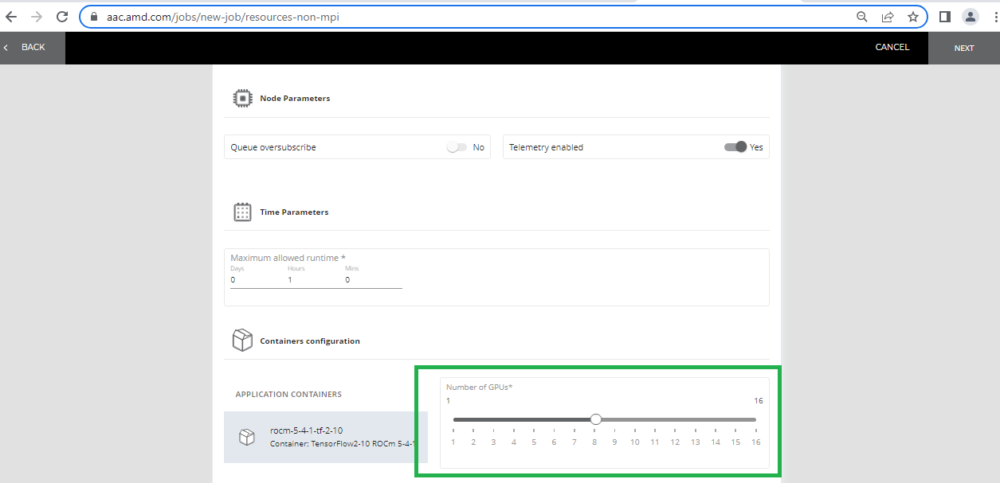 aac.amd.com/jobs/new-job/resources-non-mpi
BACK
CANCEL
NEXT
Node Parameters
Queue oversubscribe
No
Telemetry enabled
Yes
Time Parameters
Maximum allowed runtime *
Days Hours Mins
0 1 0
Containers configuration
APPLICATION CONTAINERS
rocm-5-4-1-tf-2-10
Container: TensorFlow2-10 ROCm 5-4-1
Number of GPUs*
1 16
1 2 3 4 5 6 7 8 9 10 11 12 13 14 15 16